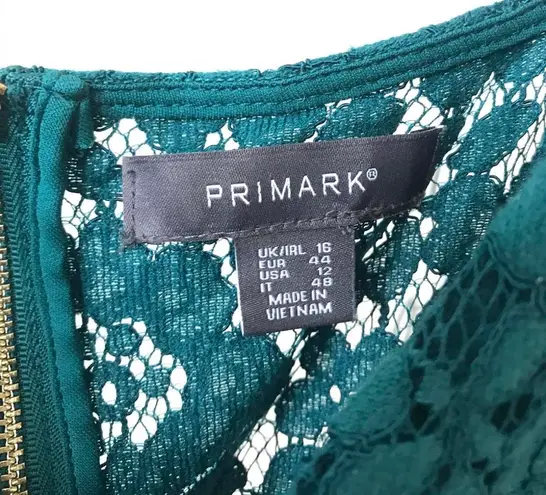 PRIMARK®
UK/IRL 16
EUR 44
USA 12
IT 48
MADE IN
VIETNAM